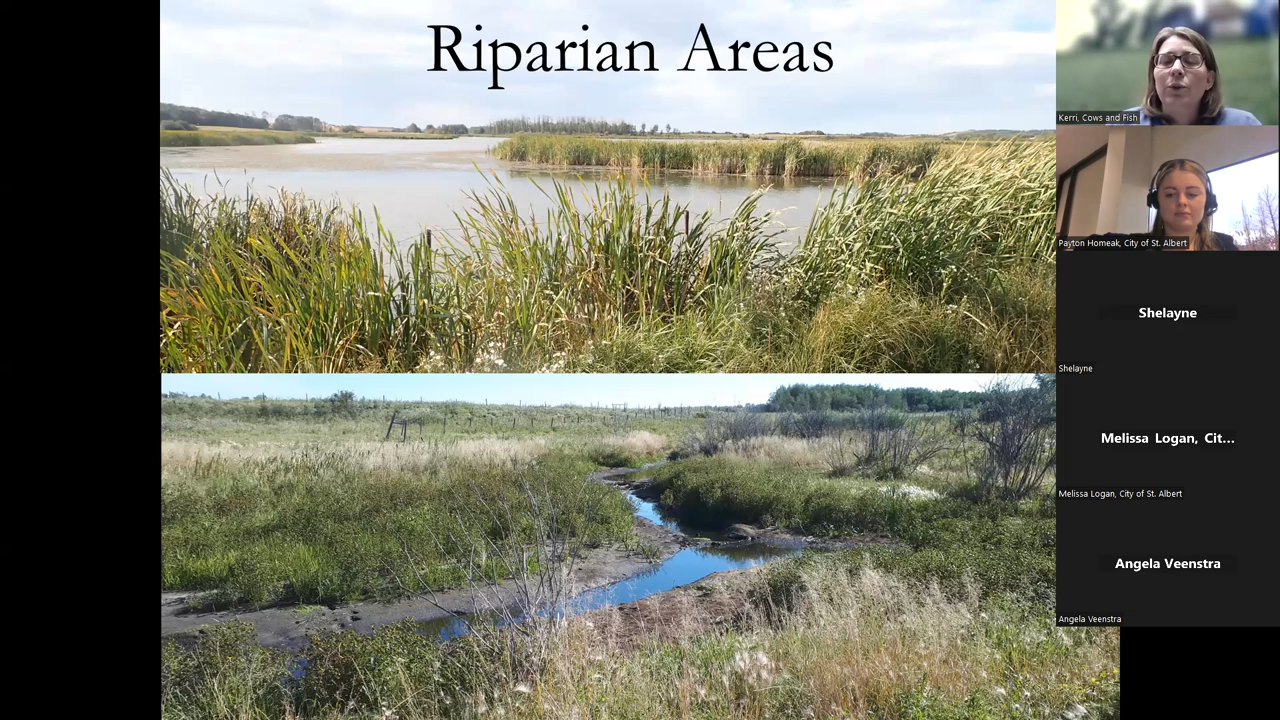 Riparian Areas
Kerri, Cows and Fish
Payton Homeak, City of St. Albert
Shelayne
Shelayne
Melissa Logan, Cit...
Melissa Logan, City of St. Albert
Angela Veenstra
Angela Veenstra